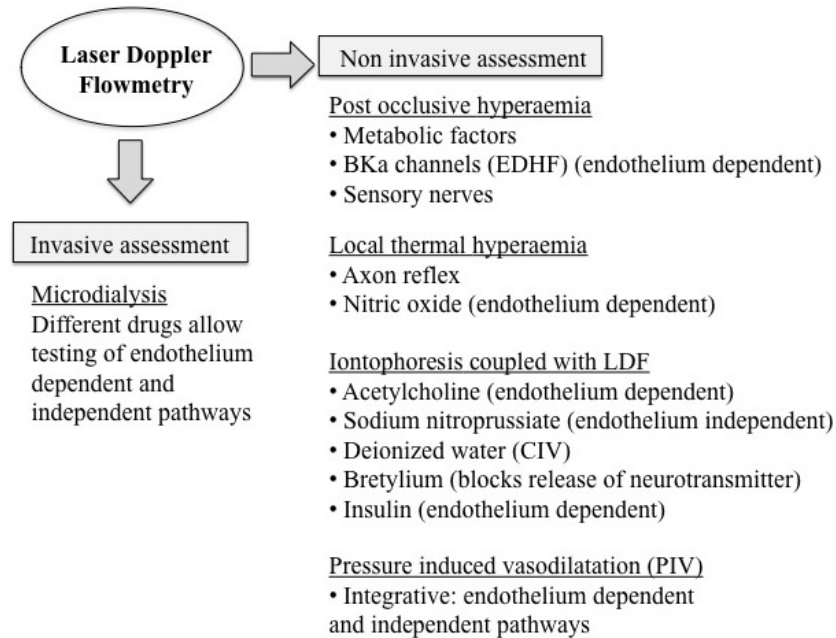 Laser Doppler
Flowmetry
Non invasive assessment
Post occlusive hyperaemia
• Metabolic factors
• BKa channels (EDHF) (endothelium dependent)
• Sensory nerves
Invasive assessment
Microdialysis
Different drugs allow
testing of endothelium
dependent and
independent pathways
Local thermal hyperaemia
• Axon reflex
• Nitric oxide (endothelium dependent)
Iontophoresis coupled with LDF
• Acetylcholine (endothelium dependent)
• Sodium nitroprussiate (endothelium independent)
• Deionized water (CIV)
• Bretylium (blocks release of neurotransmitter)
• Insulin (endothelium dependent)
Pressure induced vasodilatation (PIV)
• Integrative: endothelium dependent
and independent pathways